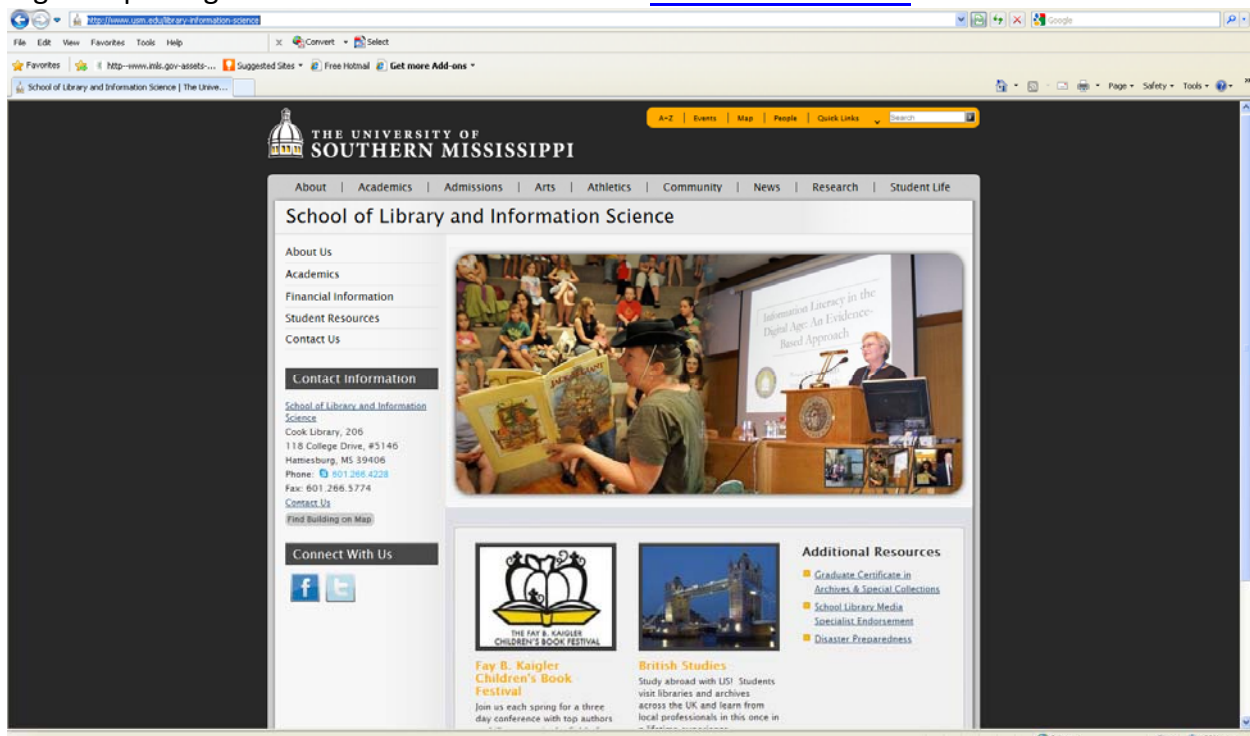 http://www.usm.edu/library-information-science
Google
File Edit View Favorites Tools Help
x Convert Select
Favorites http--www.imls.gov-assets-... Suggested Sites Free Hotmail Get more Add-ons
School of Library and Information Science | The Unive...
Page Safety Tools
A-Z | Events | Map | People | Quick Links Search
THE UNIVERSITY OF
SOUTHERN MISSISSIPPI
About | Academics | Admissions | Arts | Athletics | Community | News | Research | Student Life
School of Library and Information Science
About Us
Academics
Financial Information
Student Resources
Contact Us
Information Literacy in the
Digital Age: An Evidence-
Based Approach
Contact Information
School of Library and Information
Science
Cook Library, 206
118 College Drive, #5146
Hattiesburg, MS 39406
Phone: 601.266.4228
Fax: 601.266.5774
Contact Us
Find Building on Map
Connect With Us
THE FAY B. KAIGLER
CHILDREN'S BOOK FESTIVAL
Fay B. Kaigler
Children's Book
Festival
Join us each spring for a three
day conference with top authors
British Studies
Study abroad with LIS! Students
visit libraries and archives
across the UK and learn from
local professionals in this once in
a lifetime experience
Additional Resources
Graduate Certificate in
Archives & Special Collections
School Library Media
Specialist Endorsement
Disaster Preparedness